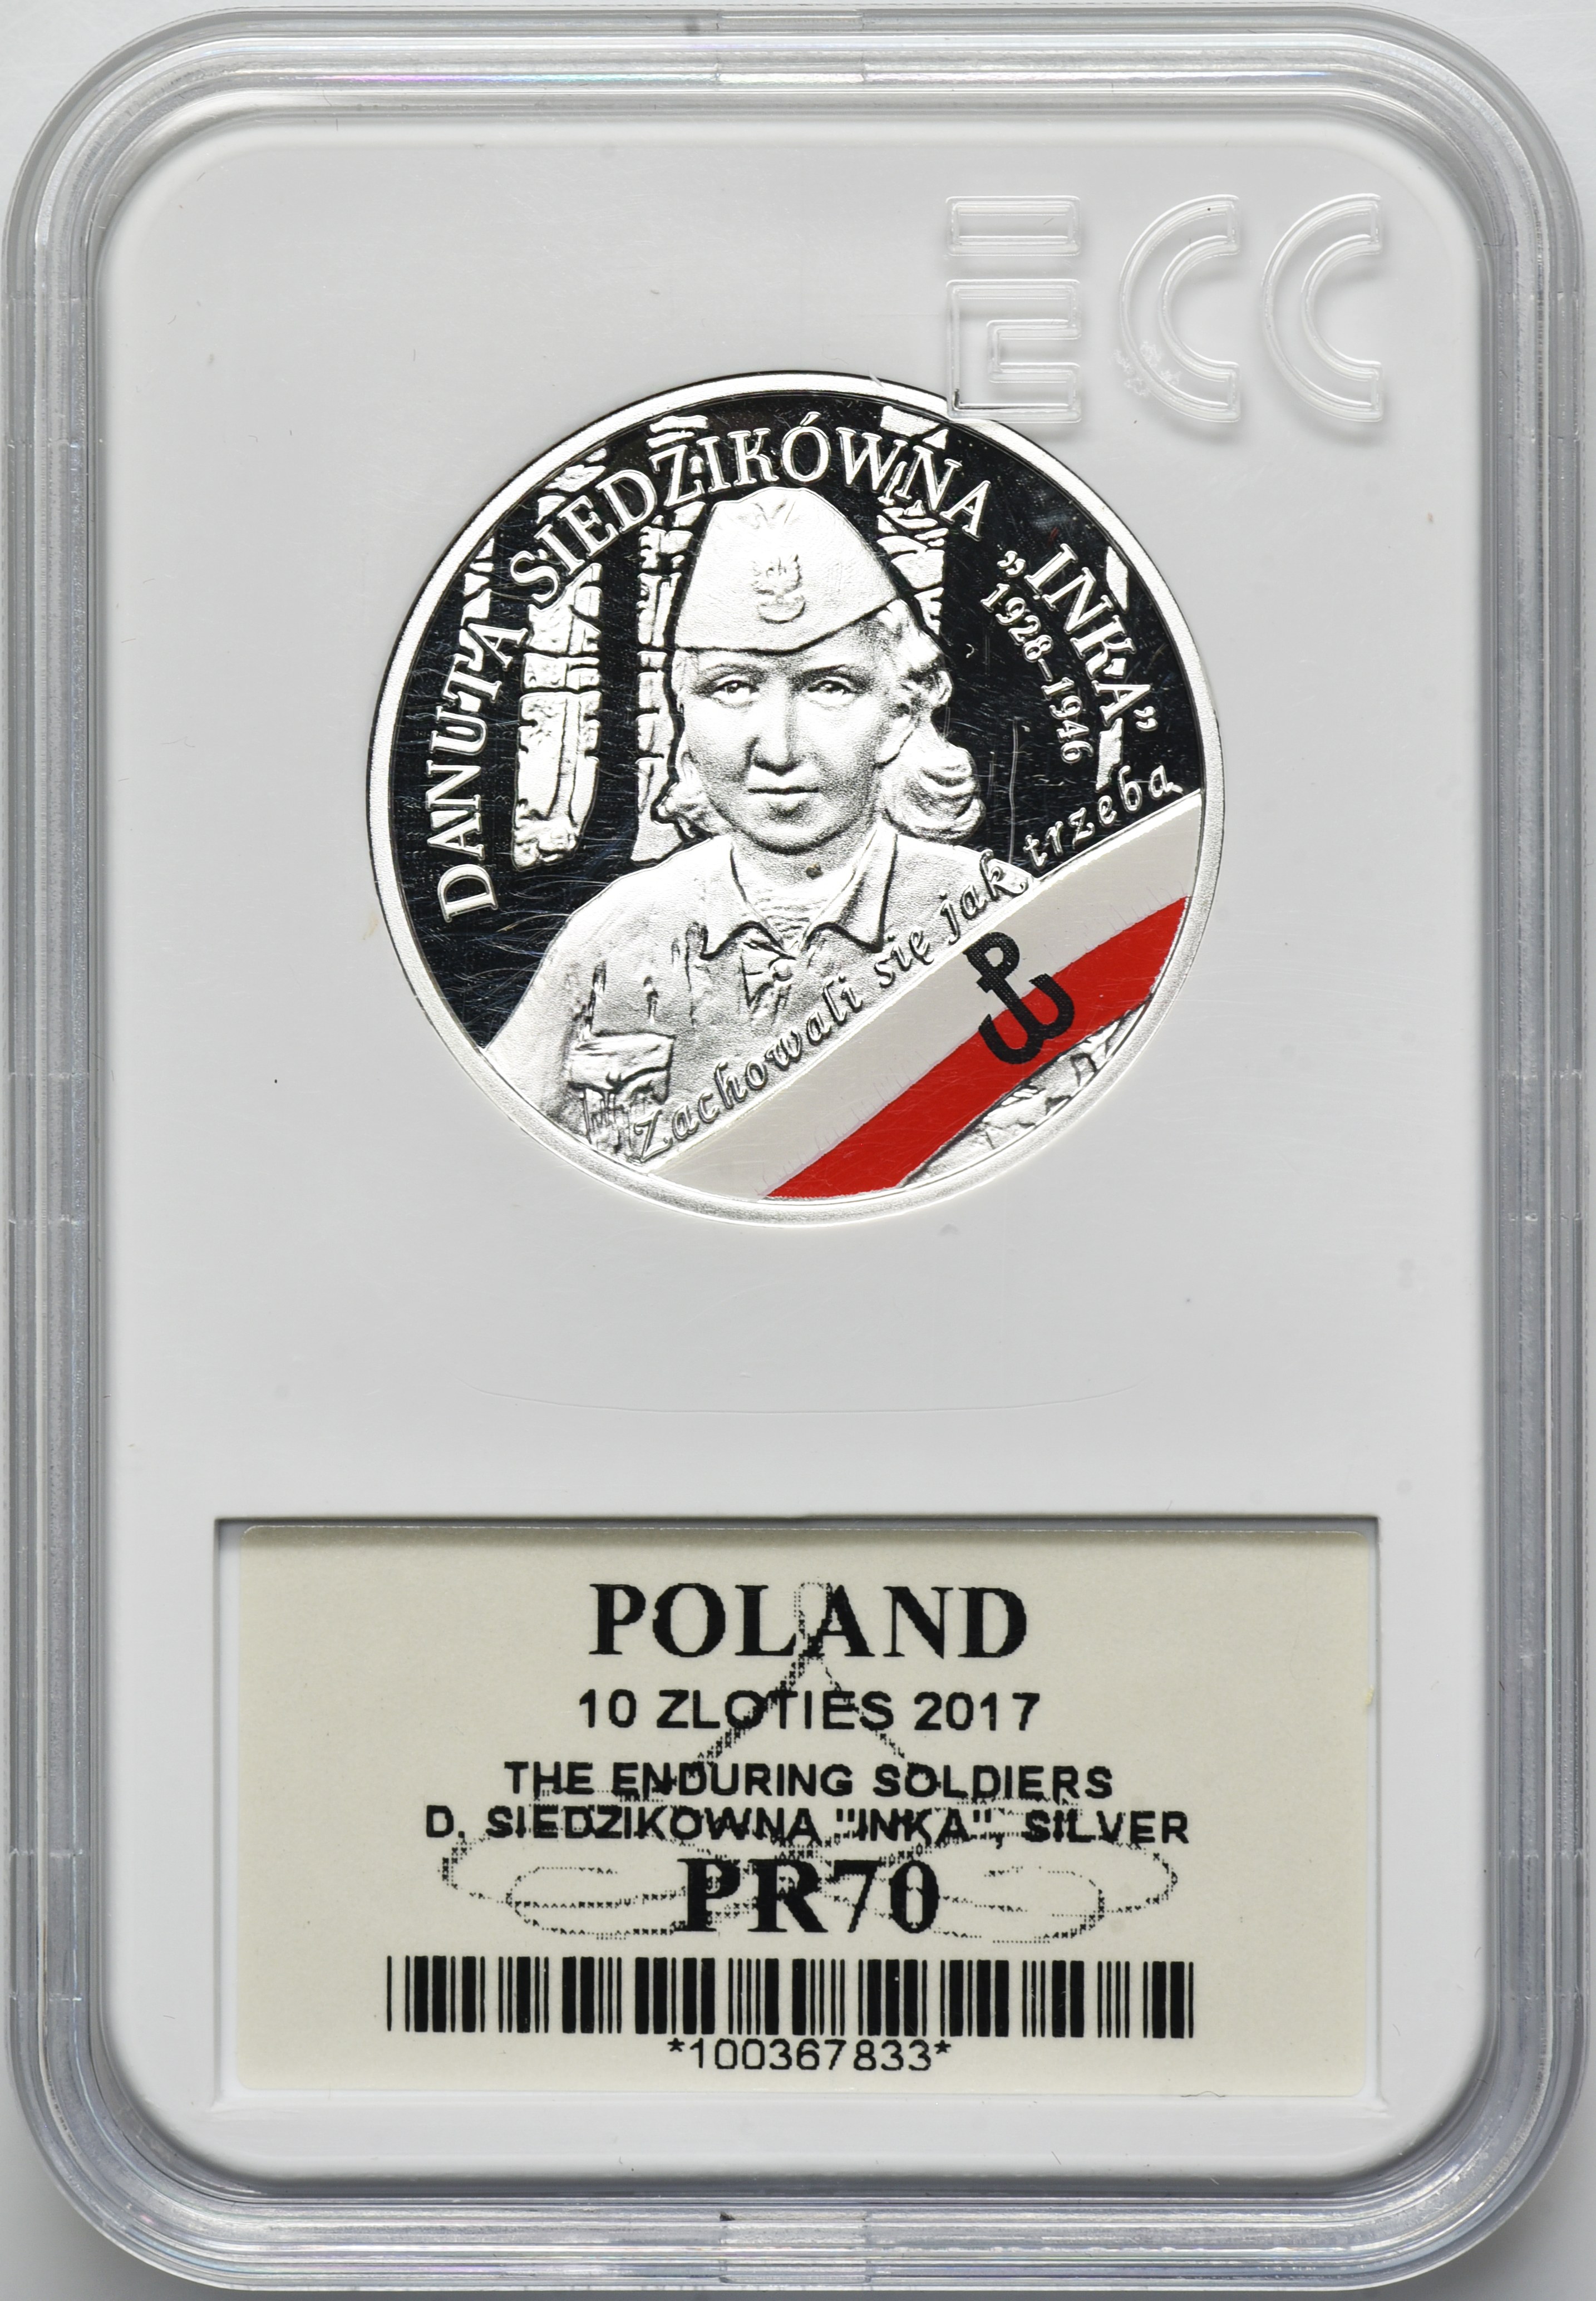 ECC
DANUTA SIEDZIKÓWNA „INKA”
1928–1946
Zachowali się jak trzeba
POLAND
10 ZLOTIES 2017
THE ENDURING SOLDIERS
D. SIEDZIKOWNA "INKA", SILVER
PR70
*100367833*